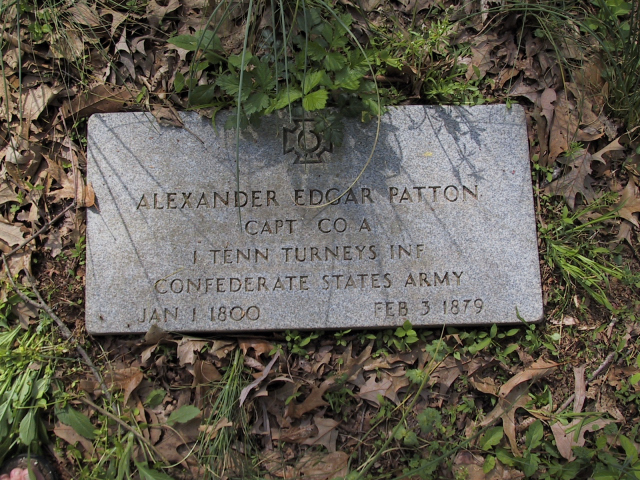 ALEXANDER EDGAR PATTON
CAPT CO A
1 TENN TURNEYS INF
CONFEDERATE STATES ARMY
JAN 1 1800 FEB 3 1879